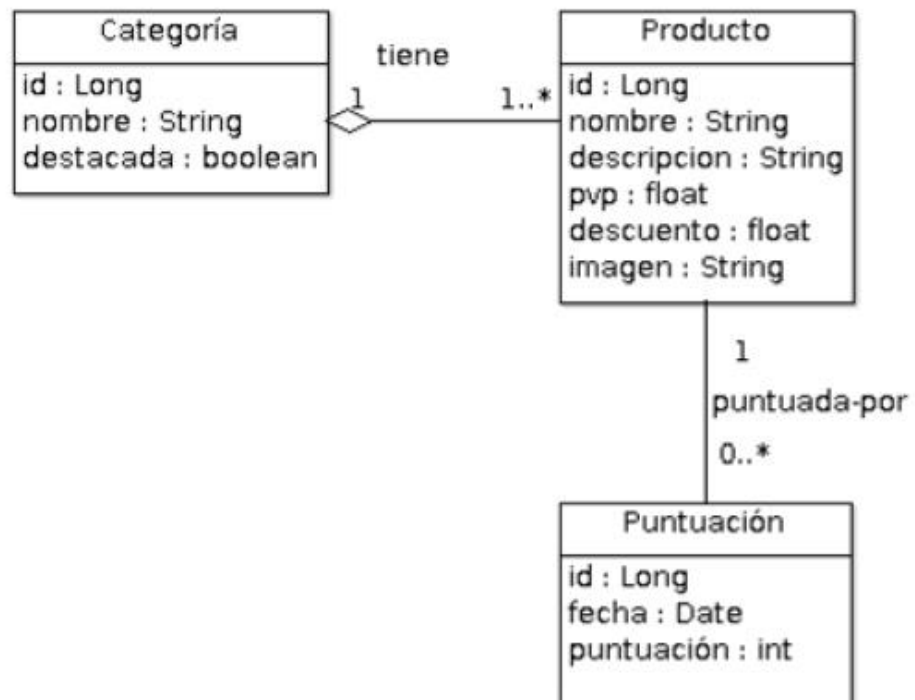 Categoría
id : Long
nombre : String
destacada : boolean
tiene
1
1..*
Producto
id : Long
nombre : String
descripcion : String
pvp : float
descuento : float
imagen : String
1
puntuada-por
0..*
Puntuación
id : Long
fecha : Date
puntuación : int